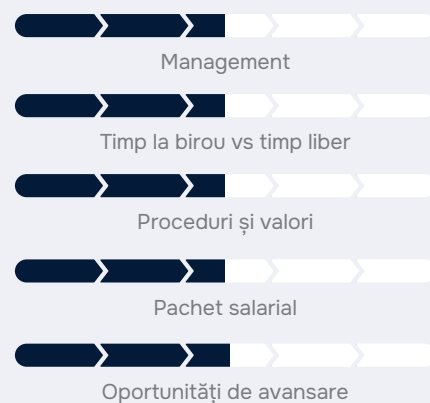 Management
Timp la birou vs timp liber
Proceduri și valori
Pachet salarial
Oportunități de avansare